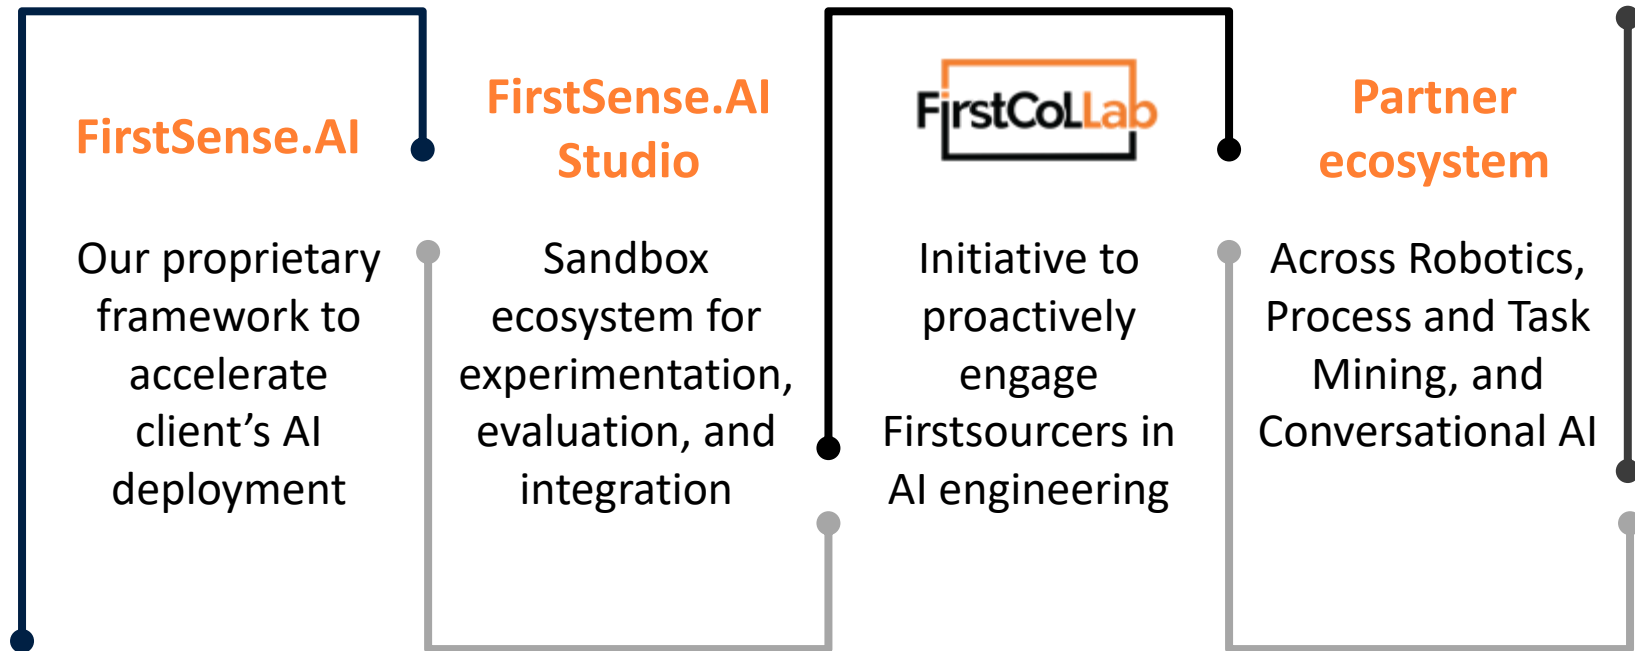 FirstSense.AI
Our proprietary
framework to
accelerate
client’s AI
deployment
FirstSense.AI
Studio
Sandbox
ecosystem for
experimentation,
evaluation, and
integration
FirstCoLLab
Initiative to
proactively
engage
Firstsourcers in
AI engineering
Partner
ecosystem
Across Robotics,
Process and Task
Mining, and
Conversational AI